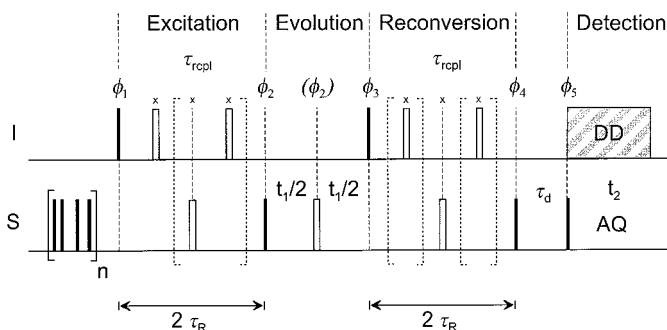 Excitation Evolution Reconversion Detection
τrcpl τrcpl
ϕ1 ϕ2 (ϕ2) ϕ3 ϕ4 ϕ5
x x x x x x
I DD
t1/2 t1/2 τd t2
S AQ
n
2 τR 2 τR